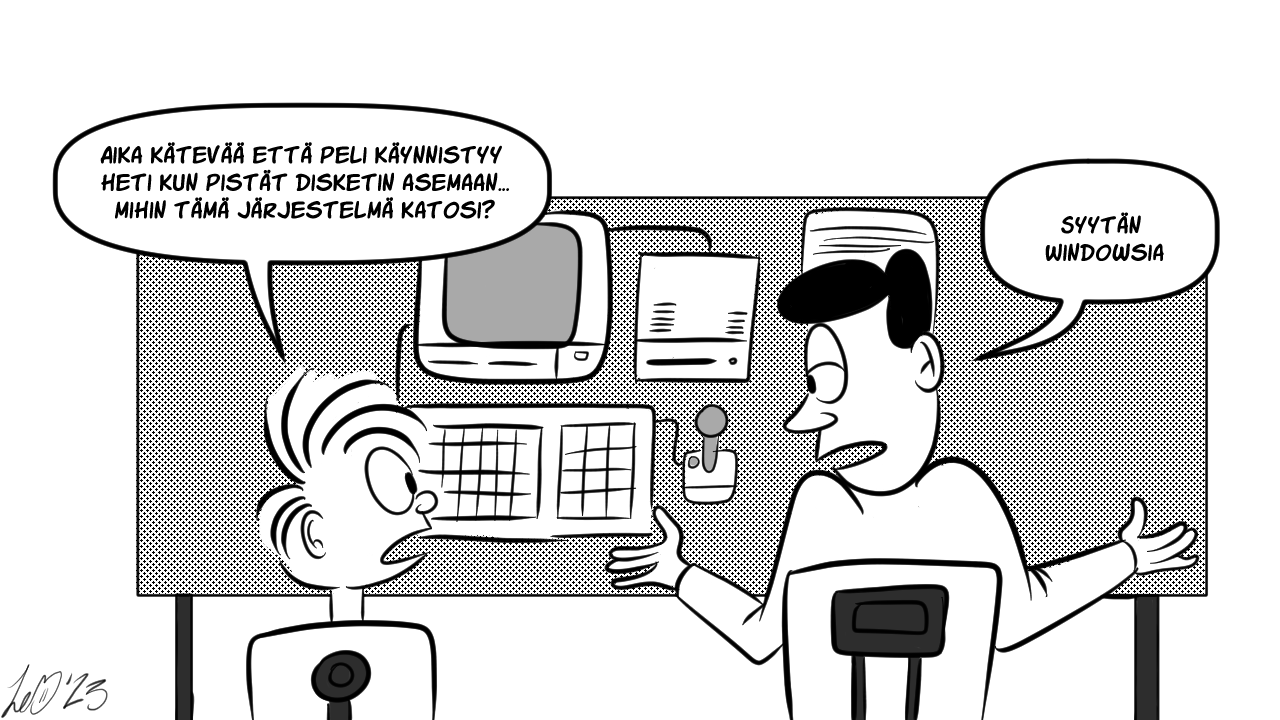 AIKA KÄTEVÄÄ ETTÄ PELI KÄYNNISTYY
HETI KUN PISTÄT DISKETIN ASEMAAN...
MIHIN TÄMÄ JÄRJESTELMÄ KATOSI?
SYYTÄN
WINDOWSIA